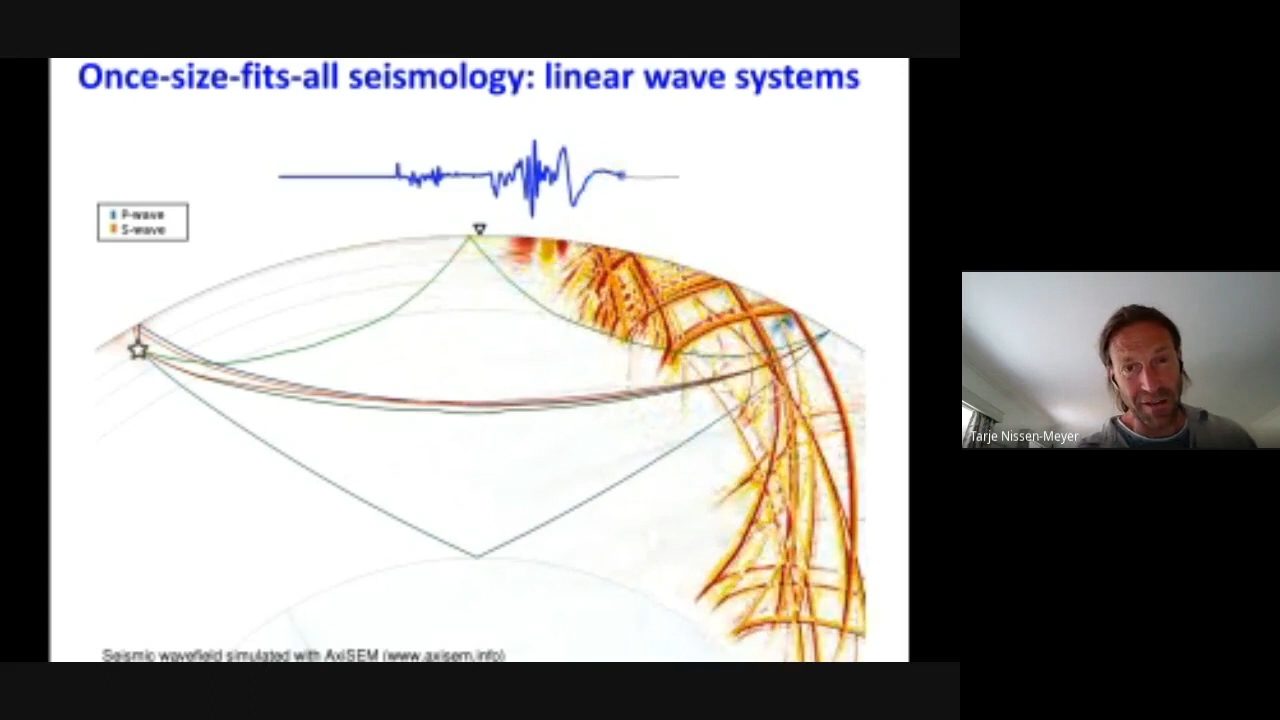 Once-size-fits-all seismology: linear wave systems
P-wave
S-wave
Seismic wavefield simulated with AxiSEM (www.axisem.info)
Tarje Nissen-Meyer